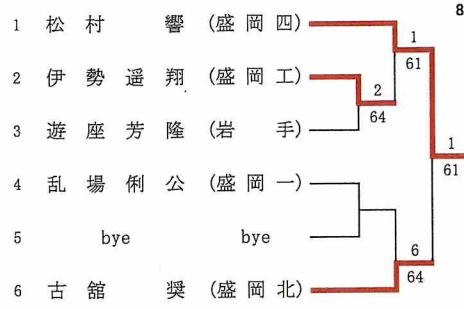 8
1 松村 響 (盛岡四)
1
61
2 伊勢遥翔 (盛岡工)
2
64
3 遊座芳隆 (岩手)
1
61
4 乱場俐公 (盛岡一)
5 bye bye
6
64
6 古舘 奨 (盛岡北)